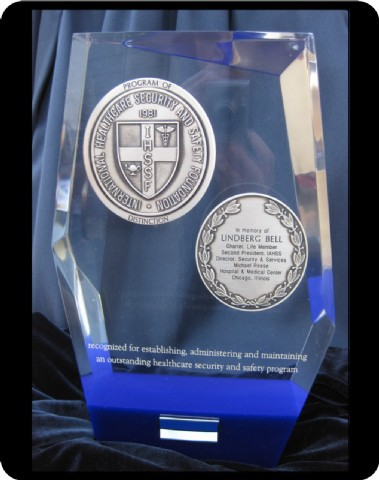 PROGRAM OF
INTERNATIONAL HEALTHCARE SECURITY AND SAFETY FOUNDATION
1981
IHSSF
DISTINCTION
In Memory of
LINDBERG BELL
Charter, Life Member
Second President, IAHSS
Director, Security & Services
Michael Reese
Hospital & Medical Center
Chicago, Illinois
recognized for establishing, administering and maintaining
an outstanding healthcare security and safety program